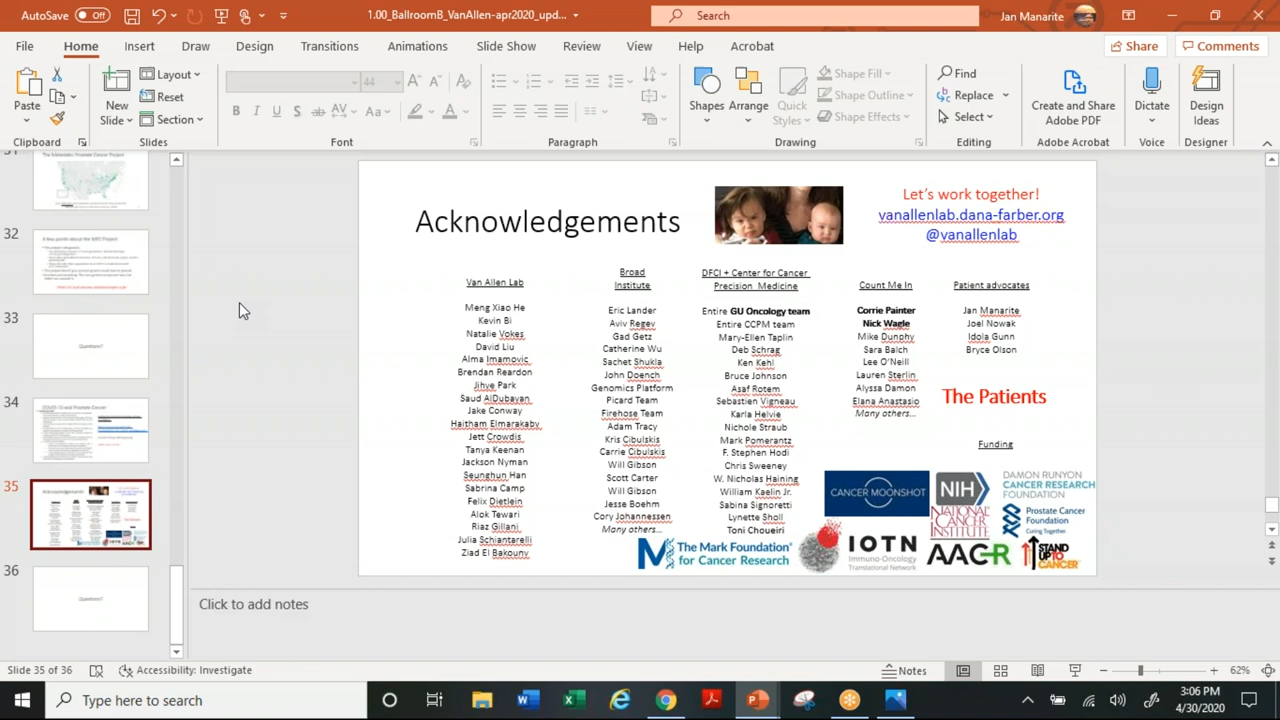 AutoSave Off
1.00_BallroomB_VanAllen-apr2020_upd...
Search
Jan Manarite
File Home Insert Draw Design Transitions Animations Slide Show Review View Help Acrobat
Share
Comments
Paste
Clipboard
New
Slide
Layout
Reset
Section
Slides
44
Font
Paragraph
Shapes
Arrange
Quick
Styles
Shape Fill
Shape Outline
Shape Effects
Drawing
Find
Replace
Select
Editing
Create and Share
Adobe PDF
Adobe Acrobat
Dictate
Voice
Design
Ideas
Designer
32
33
Questions?
34
COVID-19 and Prostate Cancer
35
36
Questions?
Acknowledgements
Let's work together!
vanallenlab.dana-farber.org
@vanallenlab
Van Allen Lab
Meng Xiao He
Kevin Bi
Natalie Vokes
David Liu
Alma Imamovic
Brendan Reardon
Jihye Park
Saud AlDubayan
Jake Conway
Haitham Elmarakaby
Jett Crowdis
Tanya Keenan
Jackson Nyman
Seunghun Han
Sabrina Camp
Felix Dietlein
Alok Tewari
Riaz Gillani
Julia Schiantarelli
Ziad El Bakouny
Broad
Institute
Eric Lander
Aviv Regev
Gad Getz
Catherine Wu
Sachet Shukla
John Doench
Genomics Platform
Picard Team
Firehose Team
Adam Tracy
Kris Cibulskis
Carrie Cibulskis
Will Gibson
Scott Carter
Will Gibson
Jesse Boehm
Cory Johannessen
Many others...
DFCI + Center for Cancer
Precision Medicine
Entire GU Oncology team
Entire CCPM team
Mary-Ellen Taplin
Deb Schrag
Ken Kehl
Bruce Johnson
Asaf Rotem
Sebastien Vigneau
Karla Helvie
Nichole Straub
Mark Pomerantz
F. Stephen Hodi
Chris Sweeney
W. Nicholas Haining
William Kaelin Jr.
Sabina Signoretti
Lynette Sholl
Toni Choueiri
Count Me In
Corrie Painter
Nick Wagle
Mike Dunphy
Sara Balch
Lee O'Neill
Lauren Sterlin
Alyssa Damon
Elana Anastasio
Many others...
Patient advocates
Jan Manarite
Joel Nowak
Idola Gunn
Bryce Olson
The Patients
Funding
CANCER MOONSHOT
NIH
NATIONAL
CANCER
INSTITUTE
DAMON RUNYON
CANCER RESEARCH
FOUNDATION
Prostate Cancer
Foundation
Curing Together
The Mark Foundation
for Cancer Research
IOTN
Immuno-Oncology
Translational Network
AACR
STAND
UP TO
CANCER
Click to add notes
Slide 35 of 36
Accessibility: Investigate
Notes
62%
Type here to search
3:06 PM
4/30/2020